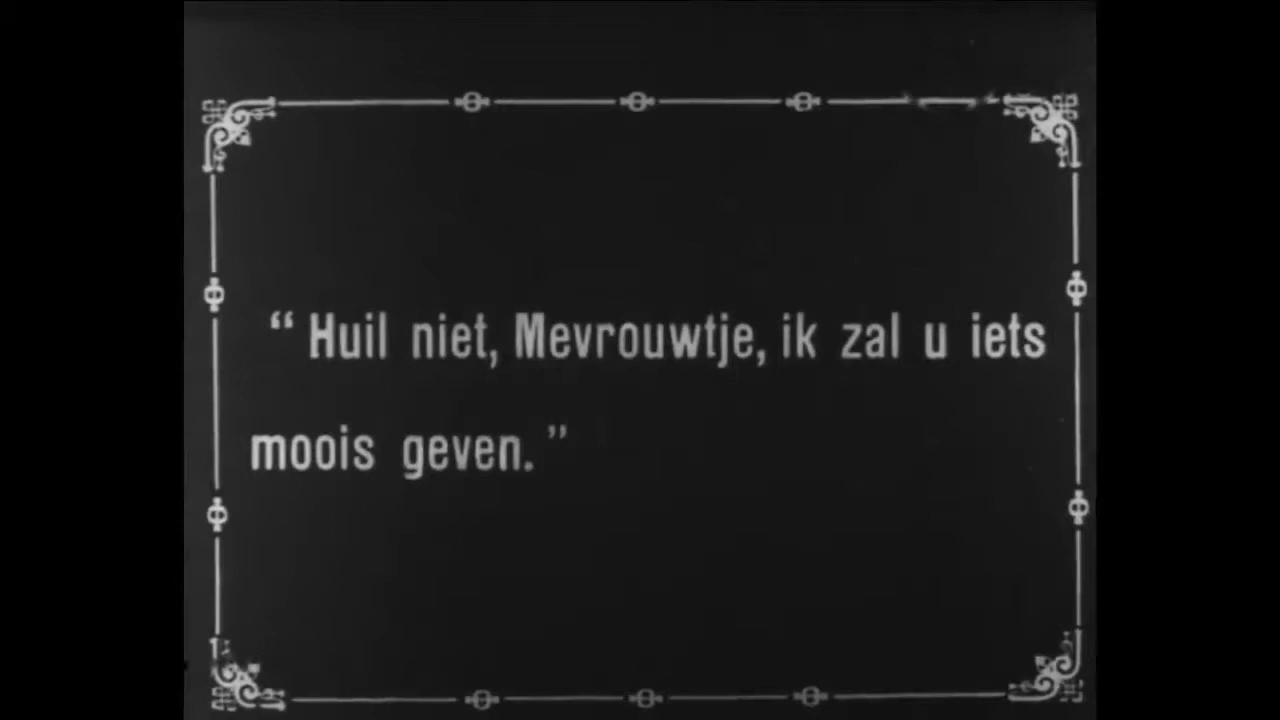 “ Huil niet, Mevrouwtje, ik zal u iets
moois geven. ”